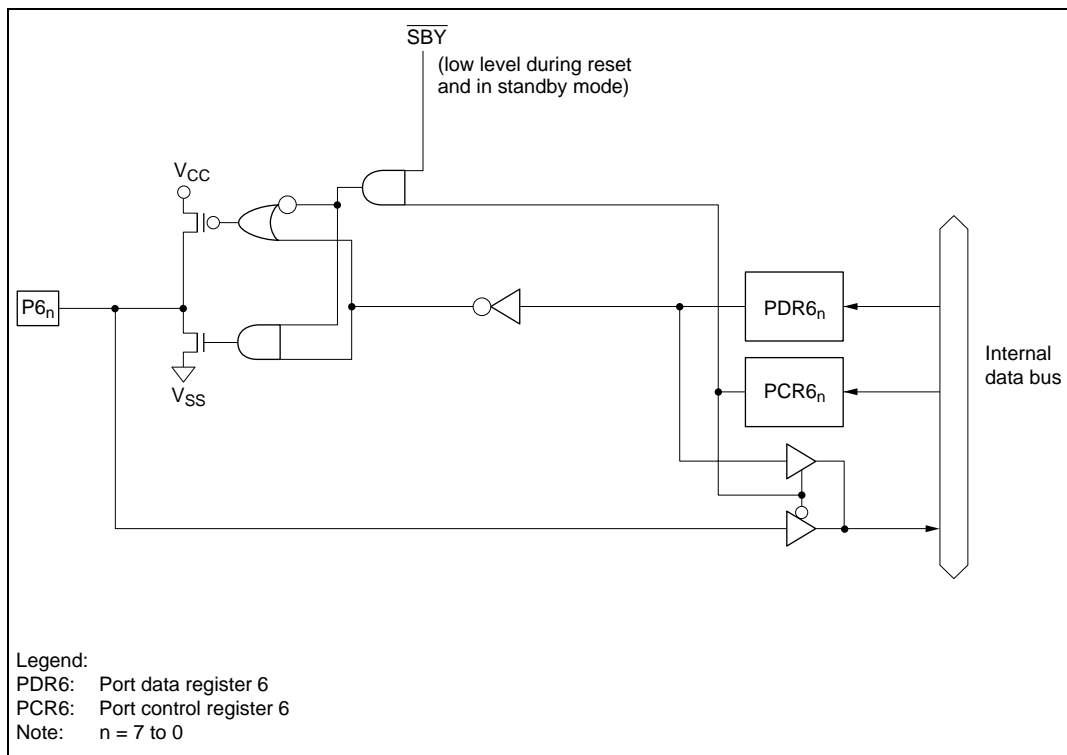 SBY
(low level during reset
and in standby mode)
VCC
P6n
VSS
PDR6n
PCR6n
Internal
data bus
Legend:
PDR6: Port data register 6
PCR6: Port control register 6
Note: n = 7 to 0